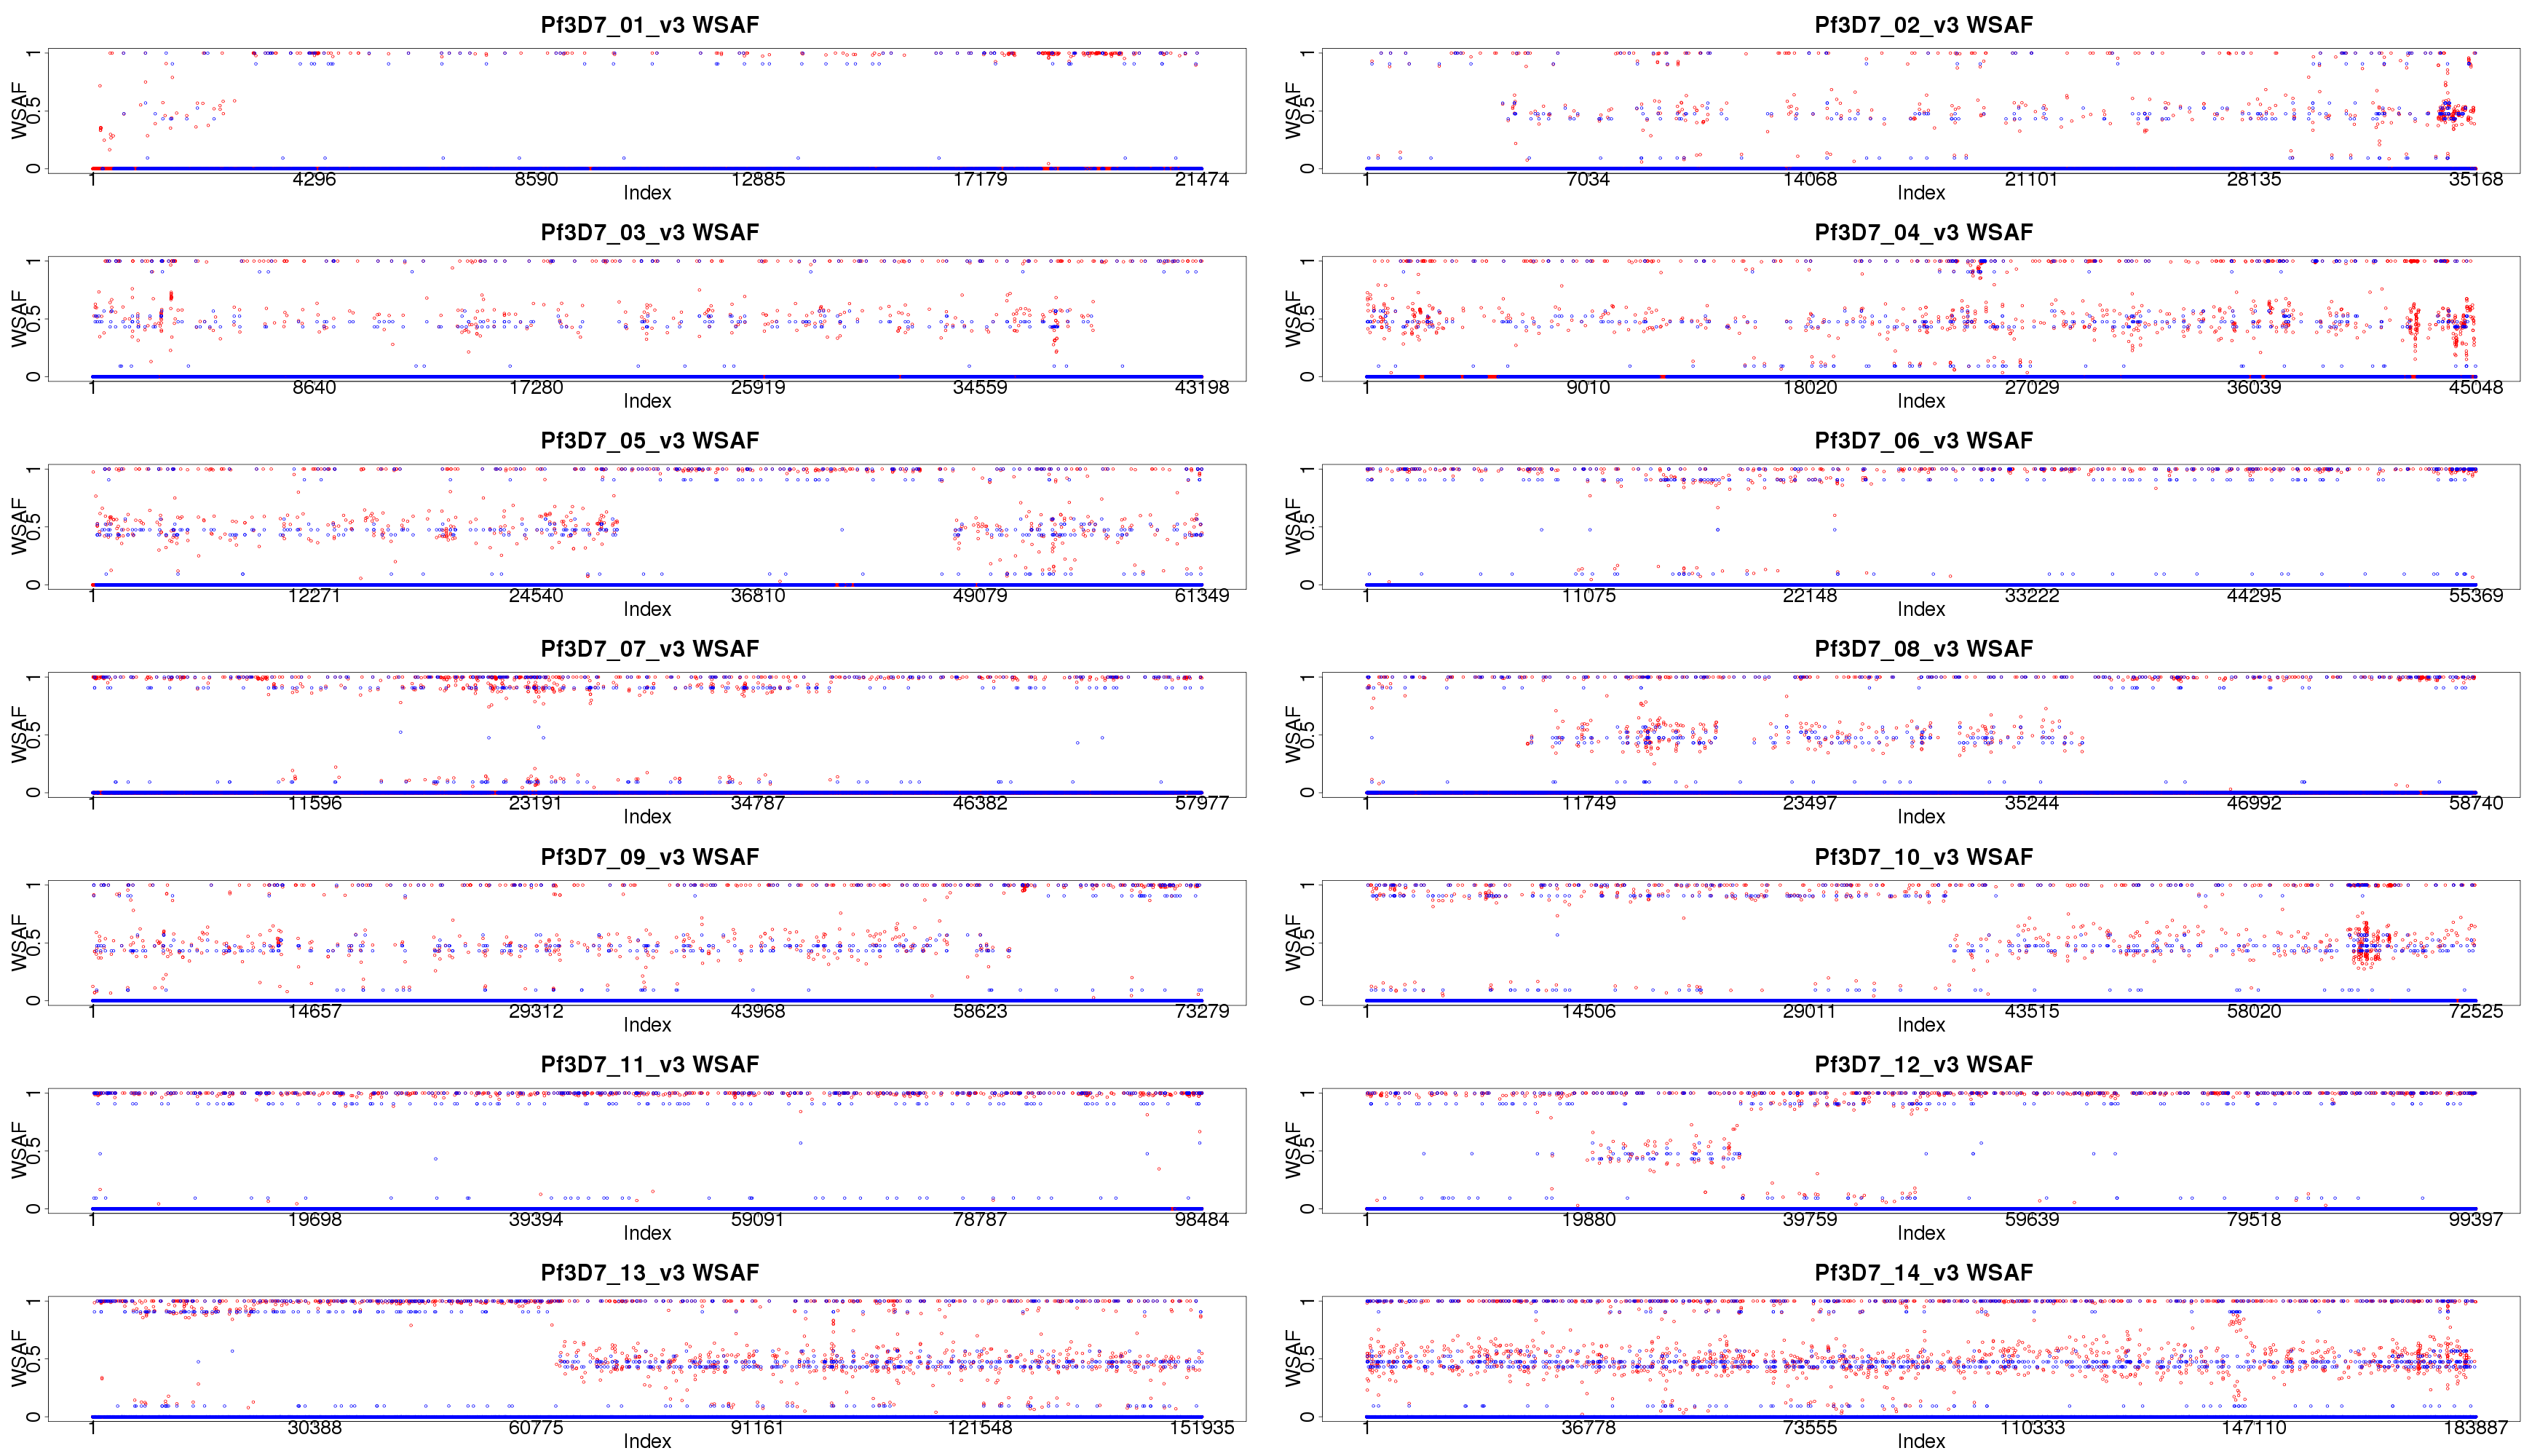 Pf3D7_01_v3 WSAF
WSAF
0 0.5 1
1 4296 8590 12885 17179 21474
Index
Pf3D7_02_v3 WSAF
WSAF
0 0.5 1
1 7034 14068 21101 28135 35168
Index
Pf3D7_03_v3 WSAF
WSAF
0 0.5 1
1 8640 17280 25919 34559 43198
Index
Pf3D7_04_v3 WSAF
WSAF
0 0.5 1
1 9010 18020 27029 36039 45048
Index
Pf3D7_05_v3 WSAF
WSAF
0 0.5 1
1 12271 24540 36810 49079 61349
Index
Pf3D7_06_v3 WSAF
WSAF
0 0.5 1
1 11075 22148 33222 44295 55369
Index
Pf3D7_07_v3 WSAF
WSAF
0 0.5 1
1 11596 23191 34787 46382 57977
Index
Pf3D7_08_v3 WSAF
WSAF
0 0.5 1
1 11749 23497 35244 46992 58740
Index
Pf3D7_09_v3 WSAF
WSAF
0 0.5 1
1 14657 29312 43968 58623 73279
Index
Pf3D7_10_v3 WSAF
WSAF
0 0.5 1
1 14506 29011 43515 58020 72525
Index
Pf3D7_11_v3 WSAF
WSAF
0 0.5 1
1 19698 39394 59091 78787 98484
Index
Pf3D7_12_v3 WSAF
WSAF
0 0.5 1
1 19880 39759 59639 79518 99397
Index
Pf3D7_13_v3 WSAF
WSAF
0 0.5 1
1 30388 60775 91161 121548 151935
Index
Pf3D7_14_v3 WSAF
WSAF
0 0.5 1
1 36778 73555 110333 147110 183887
Index